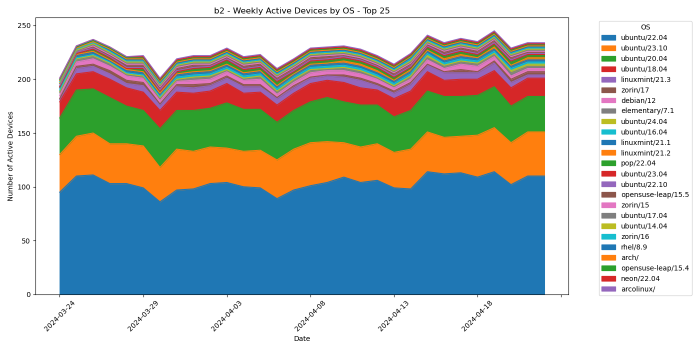 b2 - Weekly Active Devices by OS - Top 25
Number of Active Devices
250
200
150
100
50
0
2024-03-24
2024-03-29
2024-04-03
2024-04-08
2024-04-13
2024-04-18
Date
OS
ubuntu/22.04
ubuntu/23.10
ubuntu/20.04
ubuntu/18.04
linuxmint/21.3
zorin/17
debian/12
elementary/7.1
ubuntu/24.04
ubuntu/16.04
linuxmint/21.1
linuxmint/21.2
pop/22.04
ubuntu/23.04
ubuntu/22.10
opensuse-leap/15.5
zorin/15
ubuntu/17.04
ubuntu/14.04
zorin/16
rhel/8.9
arch/
opensuse-leap/15.4
neon/22.04
arcolinux/